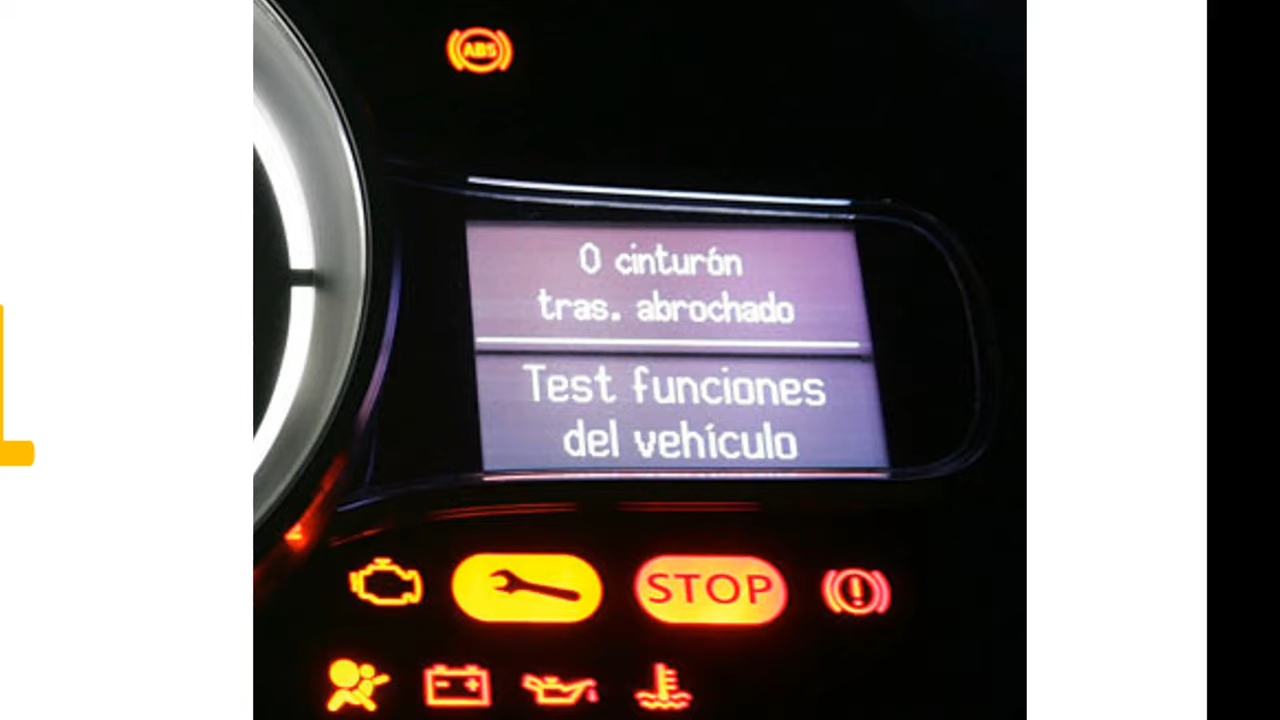 ABS
0 cinturón
tras. abrochado
Test funciones
del vehículo
STOP